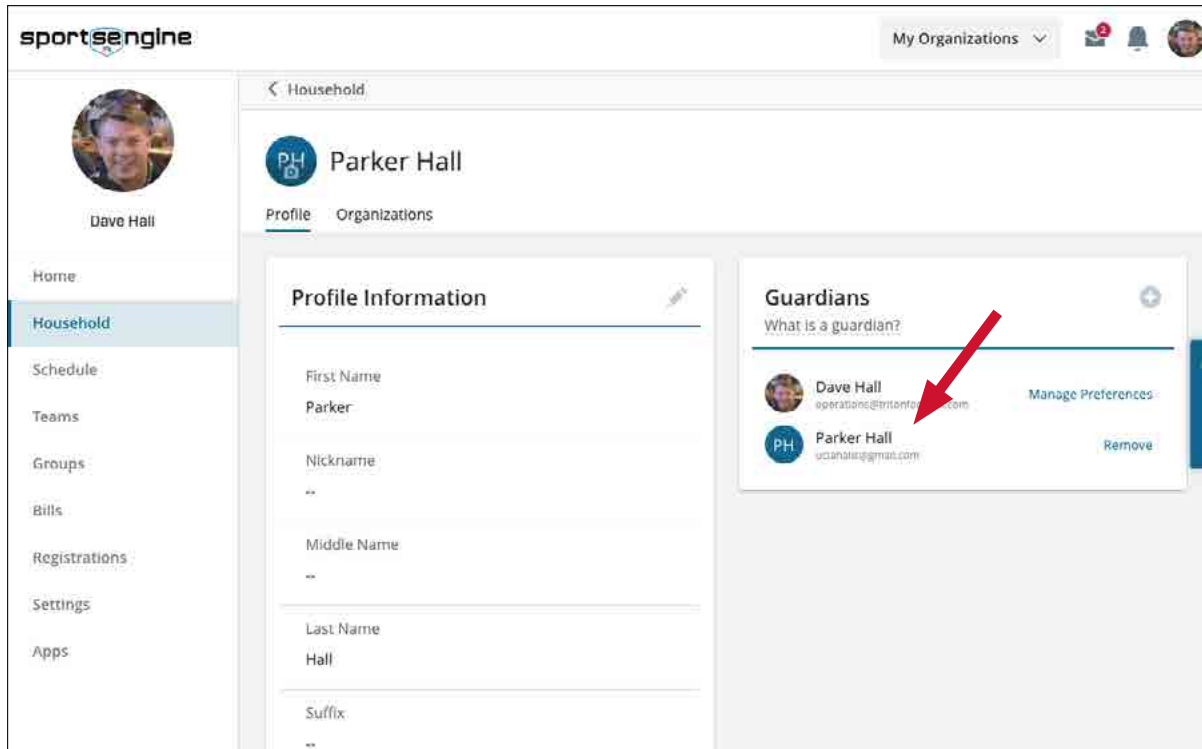 sportsengine
My Organizations
2
Dave Hall
Home
Household
Schedule
Teams
Groups
Bills
Registrations
Settings
Apps
Household
PH
Parker Hall
Profile Organizations
Profile Information
First Name
Parker
Nickname
--
Middle Name
--
Last Name
Hall
Suffix
--
Guardians
What is a guardian?
Dave Hall
Manage Preferences
PH
Parker Hall
Remove